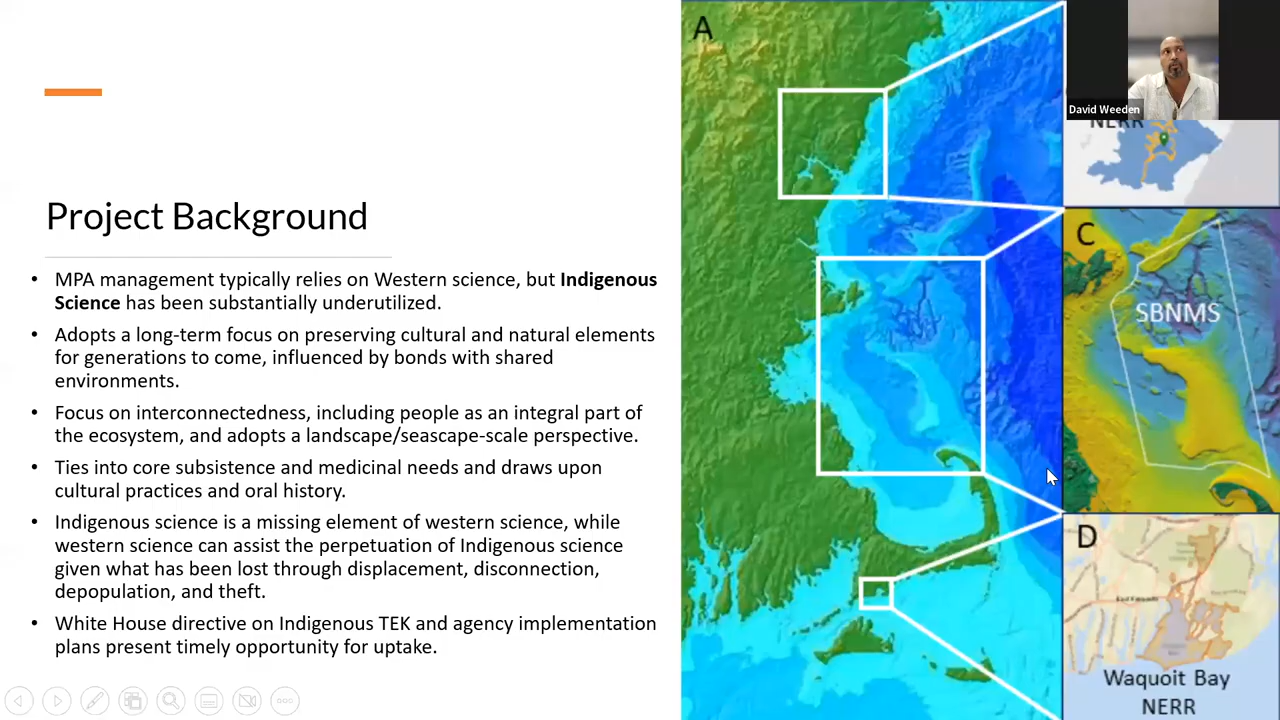 Project Background
• MPA management typically relies on Western science, but Indigenous
Science has been substantially underutilized.
• Adopts a long-term focus on preserving cultural and natural elements
for generations to come, influenced by bonds with shared
environments.
• Focus on interconnectedness, including people as an integral part of
the ecosystem, and adopts a landscape/seascape-scale perspective.
• Ties into core subsistence and medicinal needs and draws upon
cultural practices and oral history.
• Indigenous science is a missing element of western science, while
western science can assist the perpetuation of Indigenous science
given what has been lost through displacement, disconnection,
depopulation, and theft.
• White House directive on Indigenous TEK and agency implementation
plans present timely opportunity for uptake.
A
David Weeden
NERR
C
SBNMS
D
Waquoit Bay
NERR